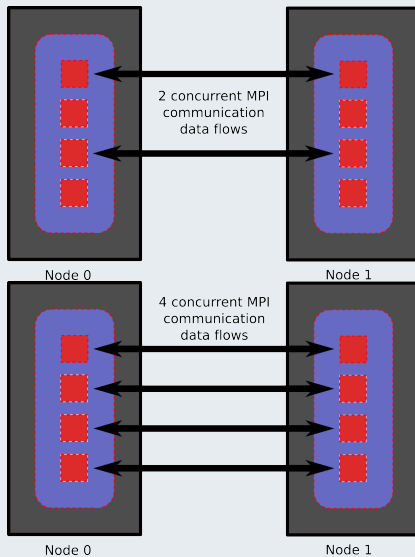 2 concurrent MPI
communication
data flows
Node 0
Node 1
4 concurrent MPI
communication
data flows
Node 0
Node 1